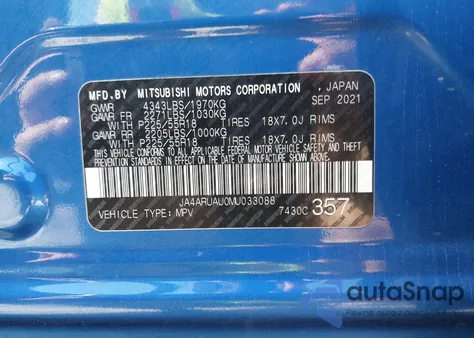 MFD.BY MITSUBISHI MOTORS CORPORATION , JAPAN
GVWR 4343LBS/1970KG SEP 2021
GAWR FR 2271LBS/1030KG
WITH P225/55R18 TIRES 18X7.0J RIMS
GAWR RR 2205LBS/1000KG
WITH P225/55R18 TIRES 18X7.0J RIMS
THIS VEHICLE CONFORMS TO ALL APPLICABLE FEDERAL MOTOR VEHICLE SAFETY
AND THEFT PREVENTION STANDARDS IN EFFECT ON THE DATE OF MANUFACTURE
SHOWN ABOVE.
JA4ARUAU0MU033088
VEHICLE TYPE: MPV 7430C 357
autoSnap